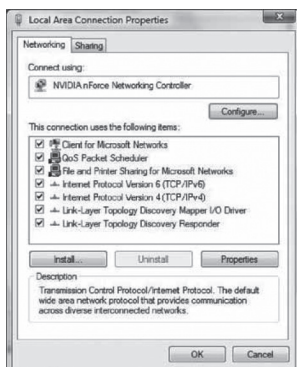 Local Area Connection Properties
Networking Sharing
Connect using:
NVIDIA nForce Networking Controller
Configure...
This connection uses the following items:
Client for Microsoft Networks
QoS Packet Scheduler
File and Printer Sharing for Microsoft Networks
Internet Protocol Version 6 (TCP/IPv6)
Internet Protocol Version 4 (TCP/IPv4)
Link-Layer Topology Discovery Mapper I/O Driver
Link-Layer Topology Discovery Responder
Install... Uninstall Properties
Description
Transmission Control Protocol/Internet Protocol. The default
wide area network protocol that provides communication
across diverse interconnected networks.
OK Cancel